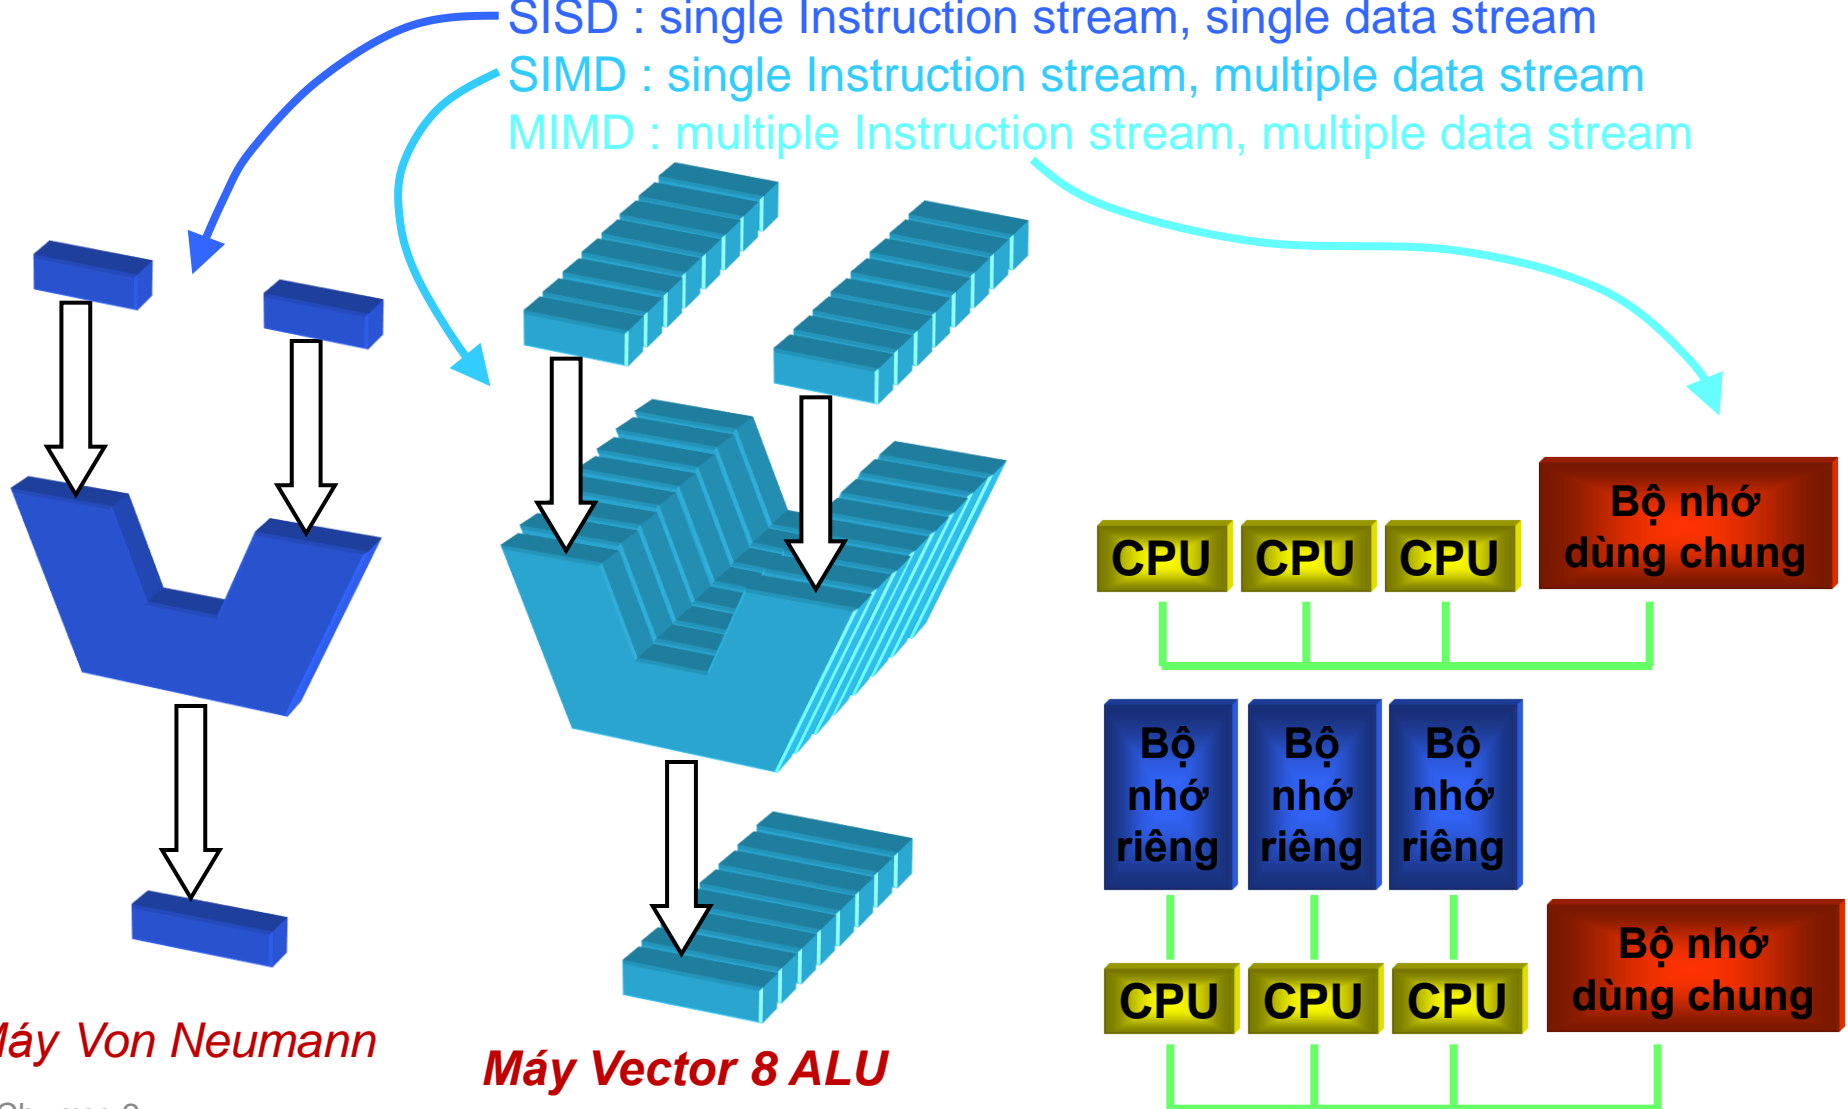 SISD : single Instruction stream, single data stream
SIMD : single Instruction stream, multiple data stream
MIMD : multiple Instruction stream, multiple data stream
Bộ nhớ
dùng chung
CPU CPU CPU
Bộ nhớ riêng
Bộ nhớ riêng
Bộ nhớ riêng
CPU CPU CPU
Bộ nhớ
dùng chung
Máy Von Neumann
Máy Vector 8 ALU